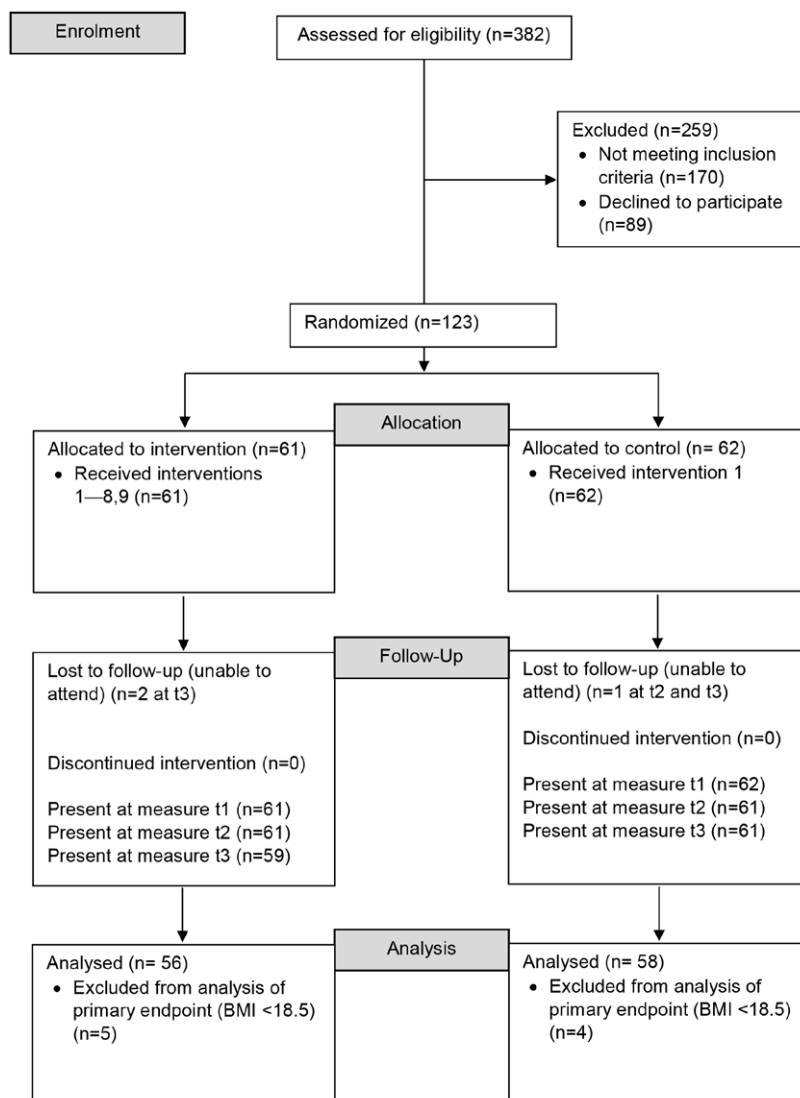 Enrolment
Assessed for eligibility (n=382)
Excluded (n=259)
• Not meeting inclusion
criteria (n=170)
• Declined to participate
(n=89)
Randomized (n=123)
Allocation
Allocated to intervention (n=61)
• Received interventions
1—8,9 (n=61)
Allocated to control (n= 62)
• Received intervention 1
(n=62)
Follow-Up
Lost to follow-up (unable to
attend) (n=2 at t3)
Discontinued intervention (n=0)
Present at measure t1 (n=61)
Present at measure t2 (n=61)
Present at measure t3 (n=59)
Lost to follow-up (unable to
attend) (n=1 at t2 and t3)
Discontinued intervention (n=0)
Present at measure t1 (n=62)
Present at measure t2 (n=61)
Present at measure t3 (n=61)
Analysis
Analysed (n= 56)
• Excluded from analysis of
primary endpoint (BMI <18.5)
(n=5)
Analysed (n= 58)
• Excluded from analysis of
primary endpoint (BMI <18.5)
(n=4)